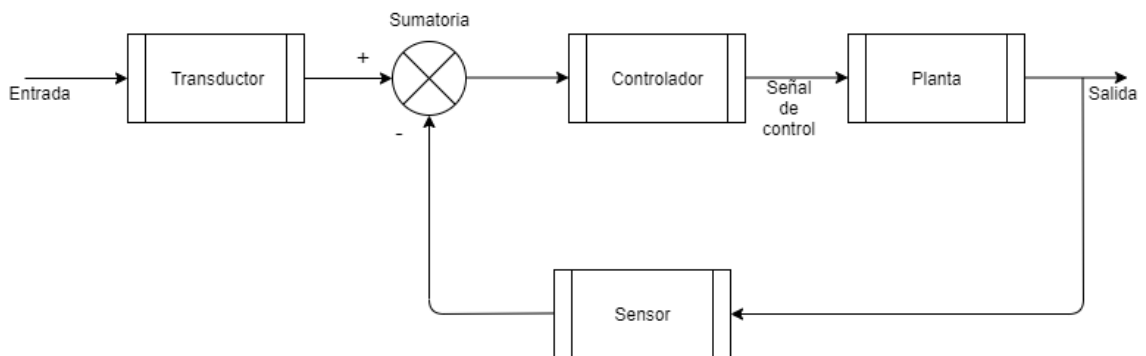 Sumatoria
Entrada
Transductor
+
-
Controlador
Señal
de
control
Planta
Salida
Sensor